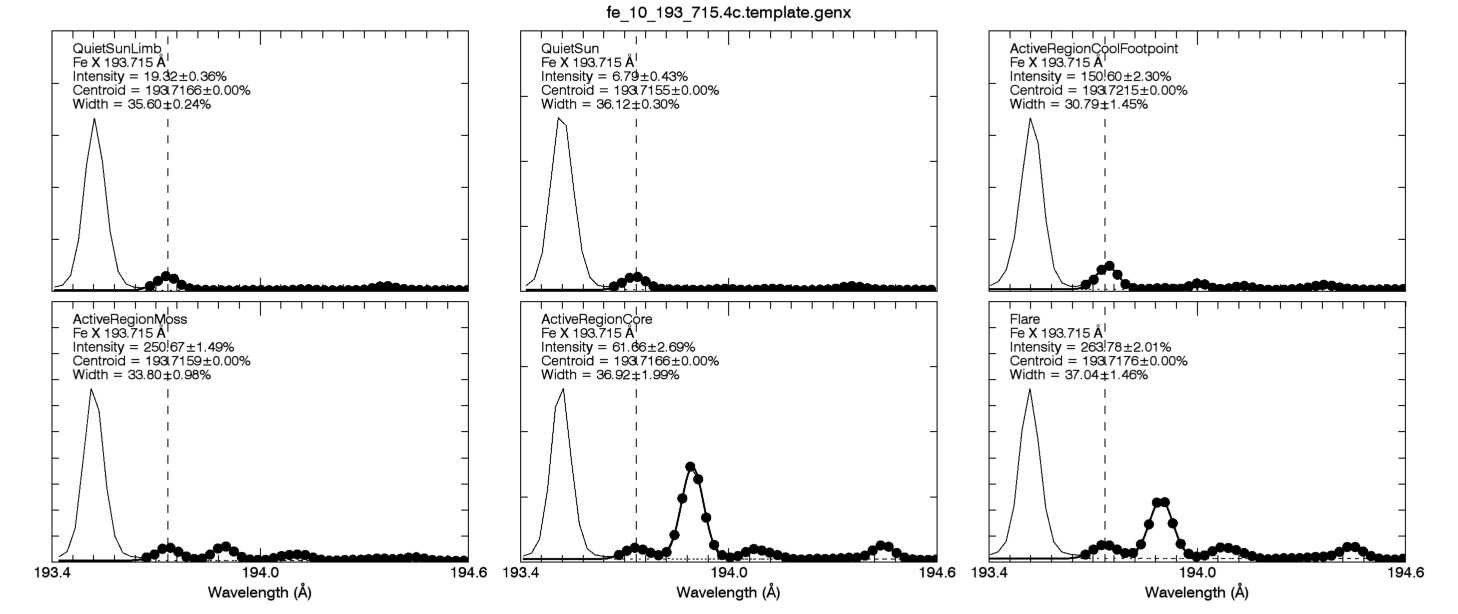 fe_10_193_715.4c.template.genx
QuietSunLimb
Fe X 193.715 Å
Intensity = 19.32±0.36%
Centroid = 193.7166±0.00%
Width = 35.60±0.24%
QuietSun
Fe X 193.715 Å
Intensity = 6.79±0.43%
Centroid = 193.7155±0.00%
Width = 36.12±0.30%
ActiveRegionCoolFootpoint
Fe X 193.715 Å
Intensity = 150.60±2.30%
Centroid = 193.7215±0.00%
Width = 30.79±1.45%
ActiveRegionMoss
Fe X 193.715 Å
Intensity = 250.67±1.49%
Centroid = 193.7159±0.00%
Width = 33.80±0.98%
193.4 194.0 194.6
Wavelength (Å)
ActiveRegionCore
Fe X 193.715 Å
Intensity = 61.66±2.69%
Centroid = 193.7166±0.00%
Width = 36.92±1.99%
193.4 194.0 194.6
Wavelength (Å)
Flare
Fe X 193.715 Å
Intensity = 263.78±2.01%
Centroid = 193.7176±0.00%
Width = 37.04±1.46%
193.4 194.0 194.6
Wavelength (Å)